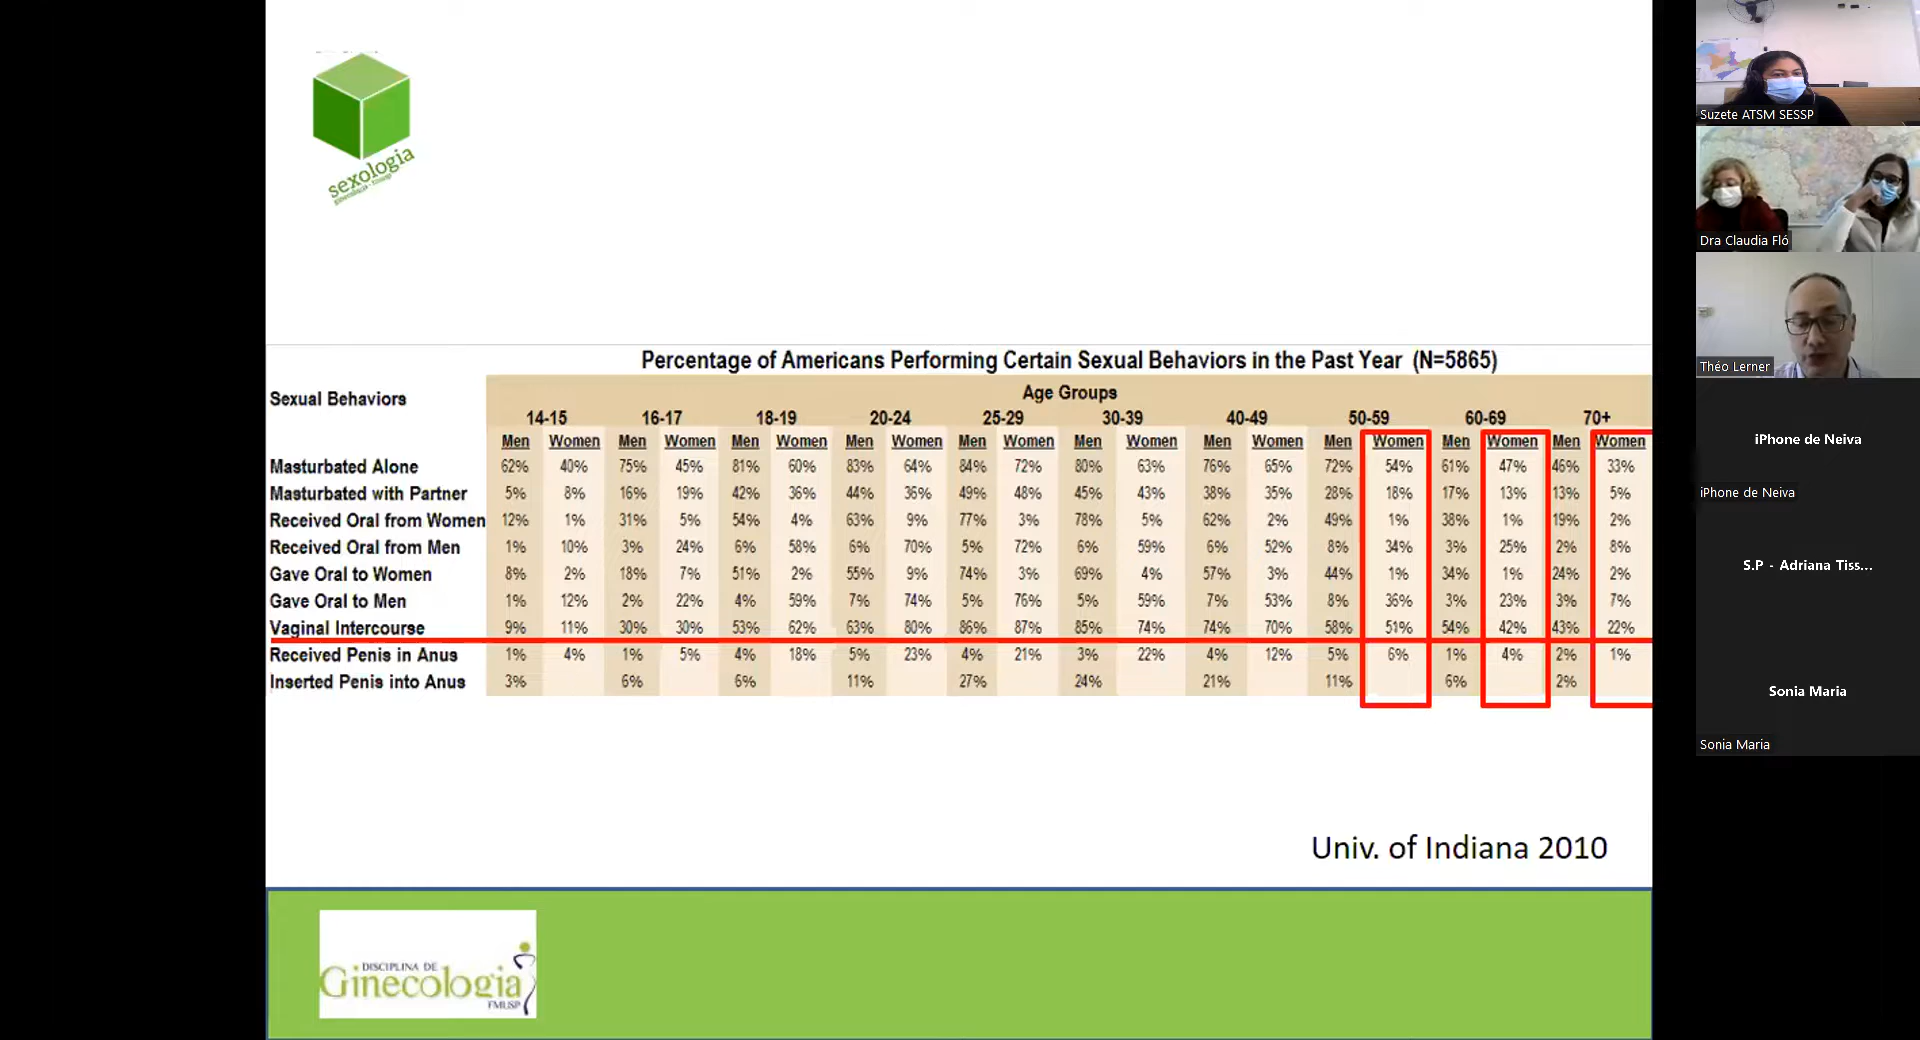 sexologia
Percentage of Americans Performing Certain Sexual Behaviors in the Past Year (N=5865)
Sexual Behaviors
Age Groups
14-15 16-17 18-19 20-24 25-29 30-39 40-49 50-59 60-69 70+
Men Women Men Women Men Women Men Women Men Women Men Women Men Women Men Women Men Women Men Women
Masturbated Alone 62% 40% 75% 45% 81% 60% 83% 64% 84% 72% 80% 63% 76% 65% 72% 54% 61% 47% 46% 33%
Masturbated with Partner 5% 8% 16% 19% 42% 36% 44% 36% 49% 48% 45% 43% 38% 35% 28% 18% 17% 13% 13% 5%
Received Oral from Women 12% 1% 31% 5% 54% 4% 63% 9% 77% 3% 78% 5% 62% 2% 49% 1% 38% 1% 19% 2%
Received Oral from Men 1% 10% 3% 24% 6% 58% 6% 70% 5% 72% 6% 59% 6% 52% 8% 34% 3% 25% 2% 8%
Gave Oral to Women 8% 2% 18% 7% 51% 2% 55% 9% 74% 3% 69% 4% 57% 3% 44% 1% 34% 1% 24% 2%
Gave Oral to Men 1% 12% 2% 22% 4% 59% 7% 74% 5% 76% 5% 59% 7% 53% 8% 36% 3% 23% 3% 7%
Vaginal Intercourse 9% 11% 30% 30% 53% 62% 63% 80% 86% 87% 85% 74% 74% 70% 58% 51% 54% 42% 43% 22%
Received Penis in Anus 1% 4% 1% 5% 4% 18% 5% 23% 4% 21% 3% 22% 4% 12% 5% 6% 1% 4% 2% 1%
Inserted Penis into Anus 3% 6% 6% 11% 27% 24% 21% 11% 6% 2%
Univ. of Indiana 2010
DISCIPLINA DE
Ginecologia
FMUSP
Suzete ATSM SESSP
Dra Claudia Fló
Théo Lerner
iPhone de Neiva
iPhone de Neiva
S.P - Adriana Tiss...
Sonia Maria
Sonia Maria